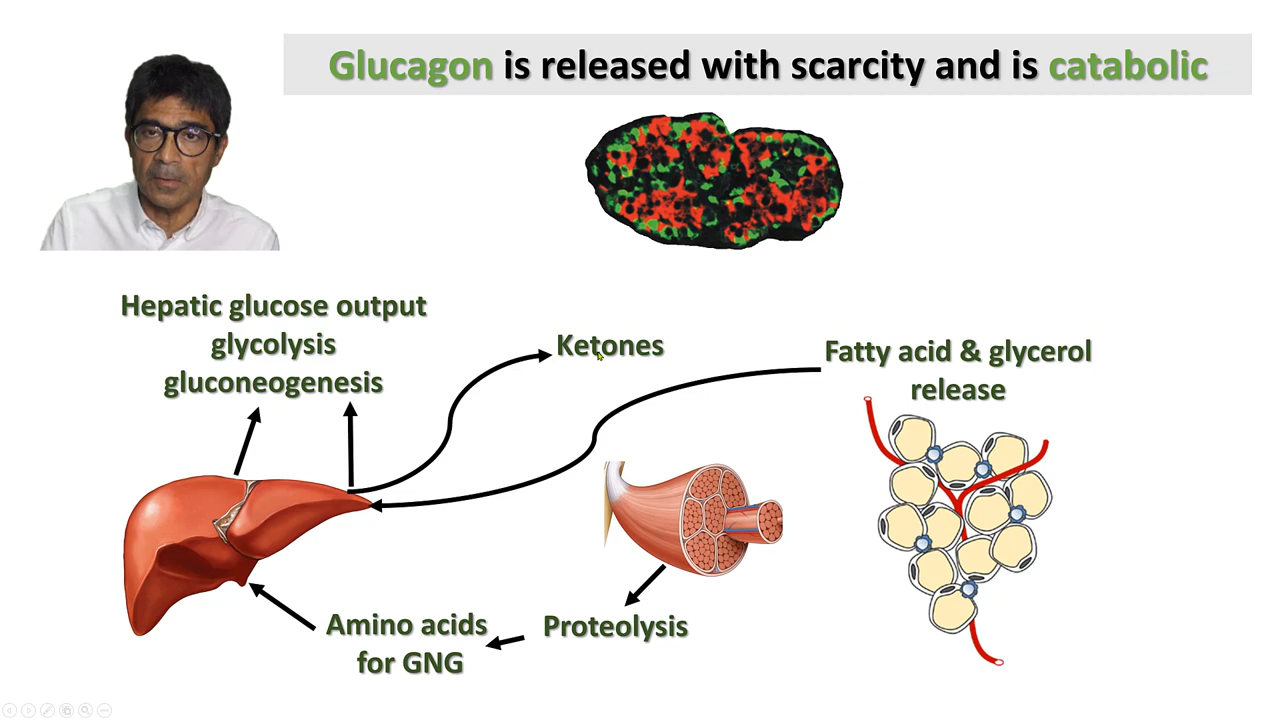 Glucagon is released with scarcity and is catabolic
Hepatic glucose output
glycolysis
gluconeogenesis
Ketones
Fatty acid & glycerol
release
Amino acids
for GNG
Proteolysis